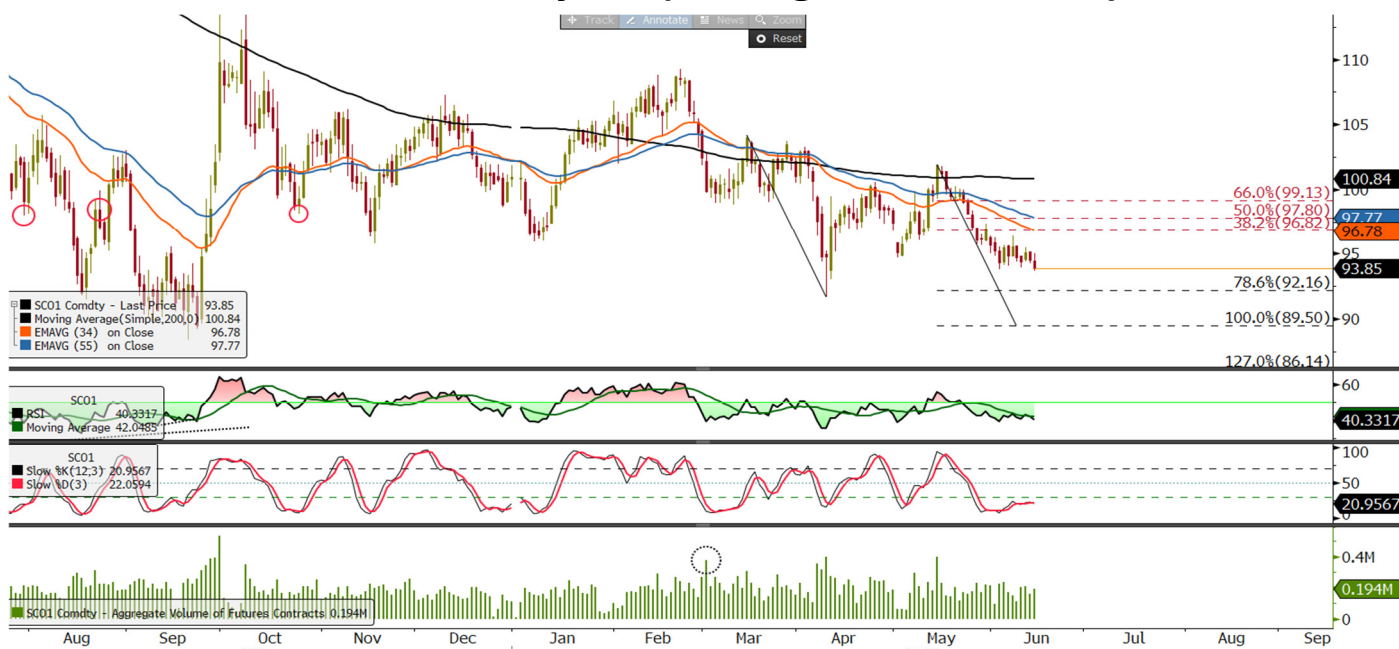 Track Annotate News Zoom
Reset
110
105
100.84
100
66.0%(99.13)
50.0%(97.80)
97.77
38.2%(96.82)
96.78
95
93.85
78.6%(92.16)
100.0%(89.50)
90
127.0%(86.14)
SCO1 Comdty - Last Price 93.85
Moving Average(Simple,200,0) 100.84
EMAVG (34) on Close 96.78
EMAVG (55) on Close 97.77
60
SCO1
RSI 40.3317
Moving Average 42.0485
40.3317
100
SCO1
Slow %K(12,3) 20.9567
Slow %D(3) 22.0594
50
20.9567
0
0.4M
0.194M
SCO1 Comdty - Aggregate Volume of Futures Contracts 0.194M
0
Aug Sep Oct Nov Dec Jan Feb Mar Apr May Jun Jul Aug Sep